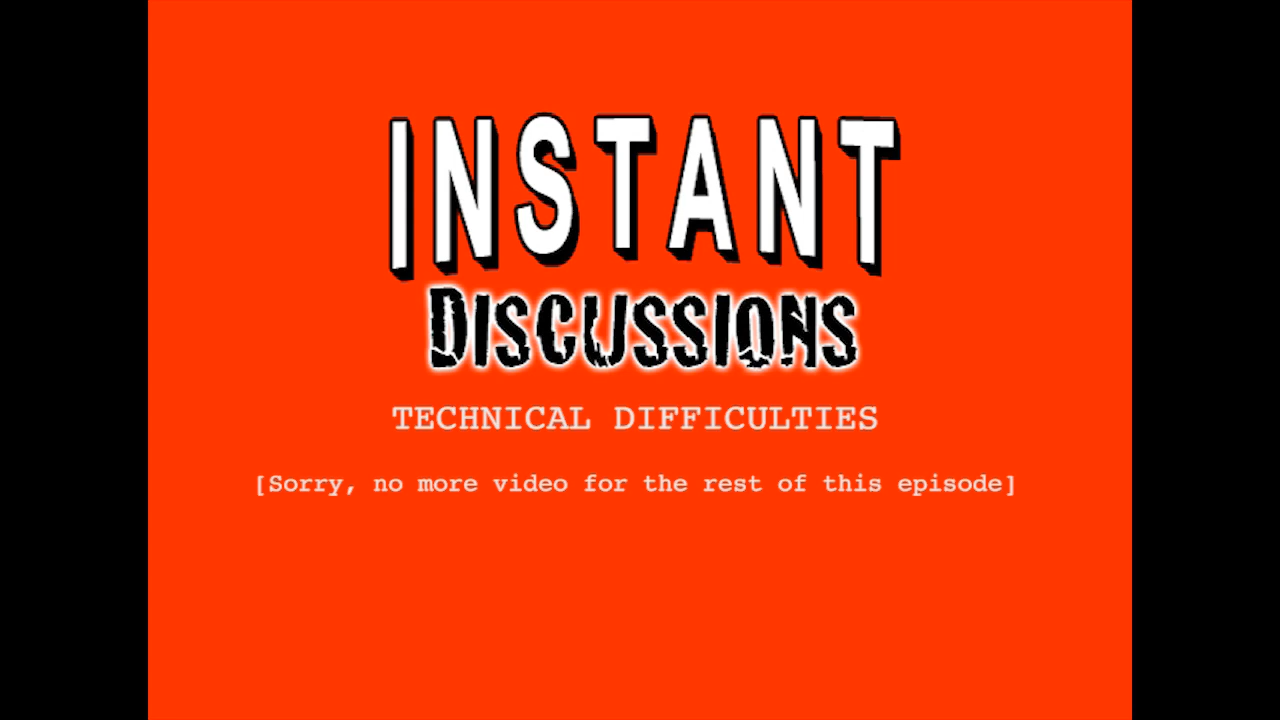 INSTANT
DISCUSSIONS
TECHNICAL DIFFICULTIES
[Sorry, no more video for the rest of this episode]